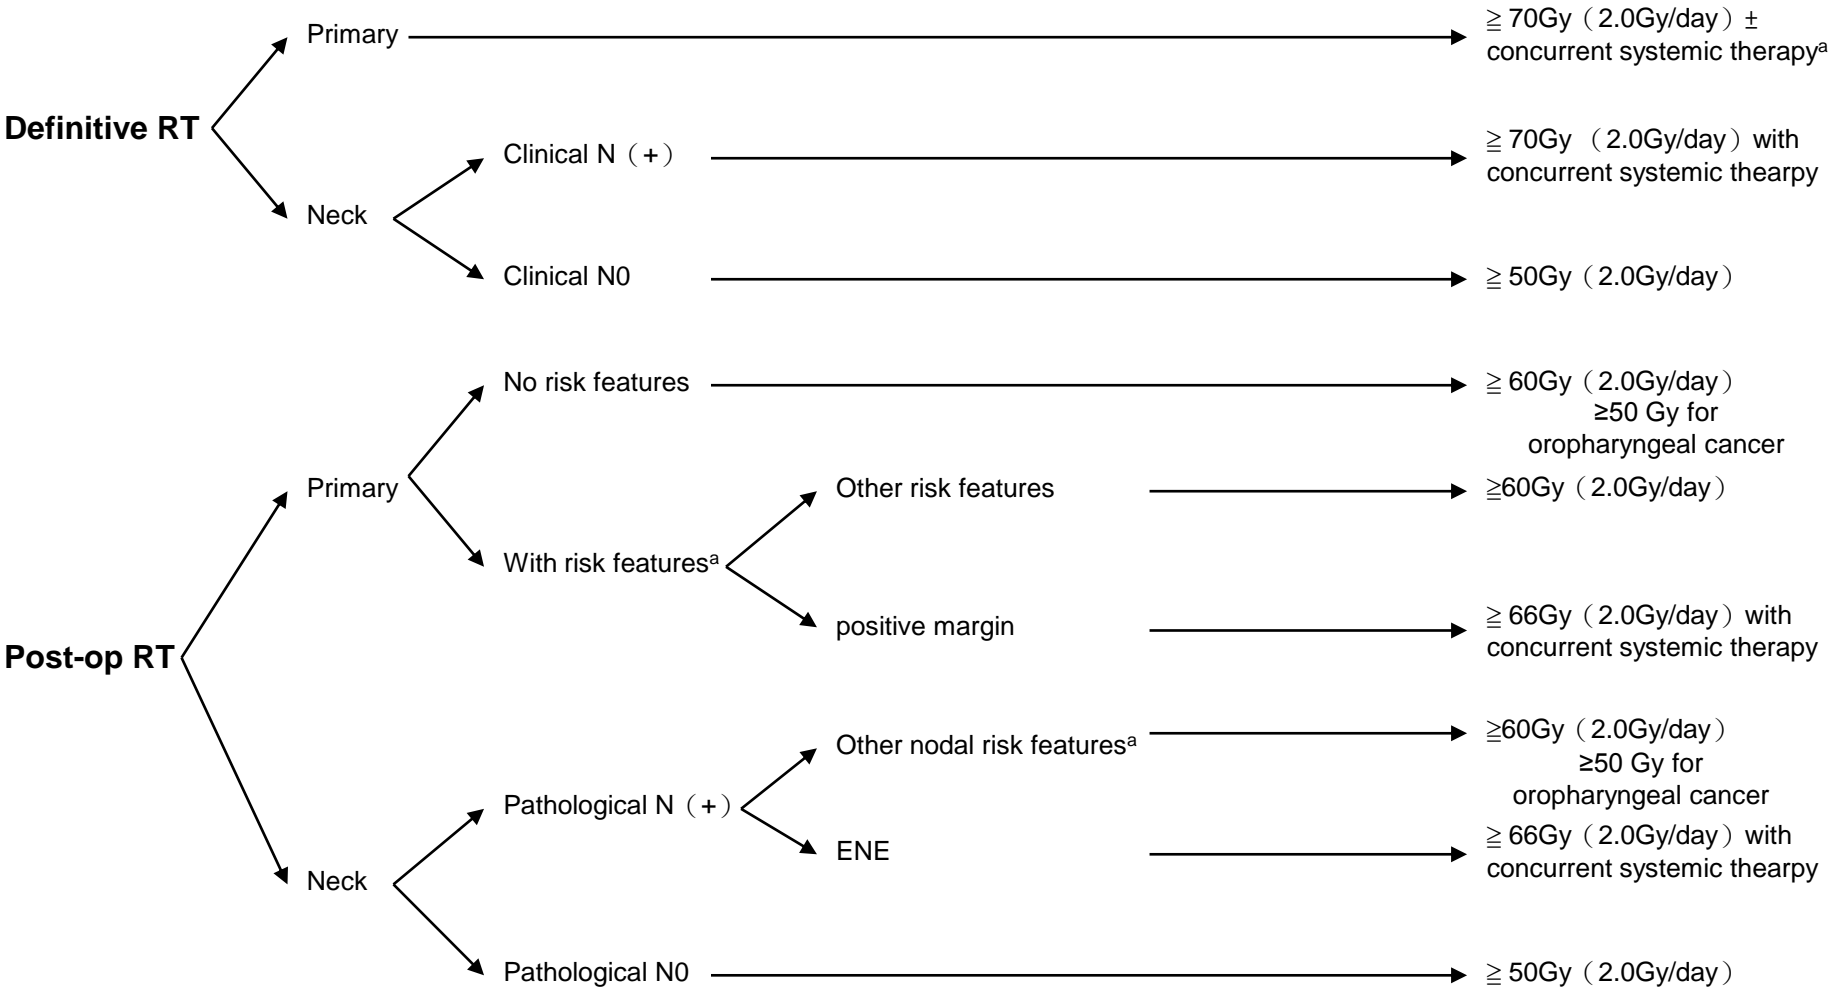 Definitive RT
Primary
≧ 70Gy（2.0Gy/day）±
concurrent systemic therapyᵃ
Neck
Clinical N（+）
≧ 70Gy （2.0Gy/day）with
concurrent systemic thearpy
Clinical N0
≧ 50Gy（2.0Gy/day）
Post-op RT
Primary
No risk features
≧ 60Gy（2.0Gy/day）
≥50 Gy for
oropharyngeal cancer
With risk featuresᵃ
Other risk features
≧60Gy（2.0Gy/day）
positive margin
≧ 66Gy（2.0Gy/day）with
concurrent systemic therapy
Neck
Pathological N（+）
Other nodal risk featuresᵃ
≧60Gy（2.0Gy/day）
≥50 Gy for
oropharyngeal cancer
ENE
≧ 66Gy（2.0Gy/day）with
concurrent systemic thearpy
Pathological N0
≧ 50Gy（2.0Gy/day）